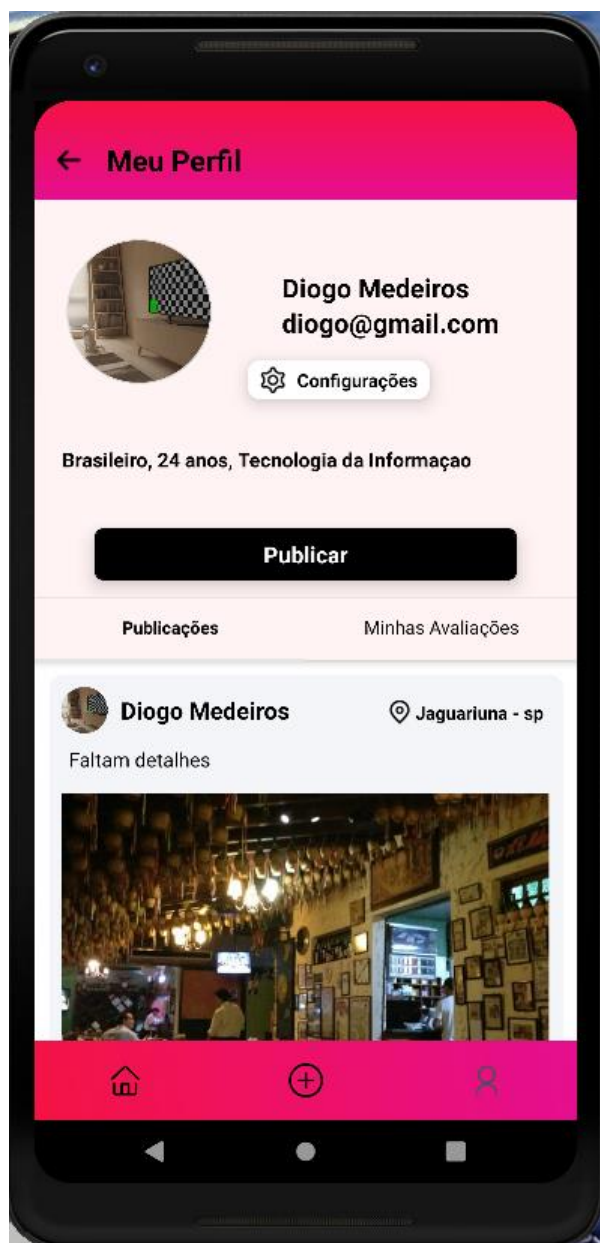 Meu Perfil
Diogo Medeiros
diogo@gmail.com
Configurações
Brasileiro, 24 anos, Tecnologia da Informaçao
Publicar
Publicações
Minhas Avaliações
Diogo Medeiros
Jaguariuna - sp
Faltam detalhes